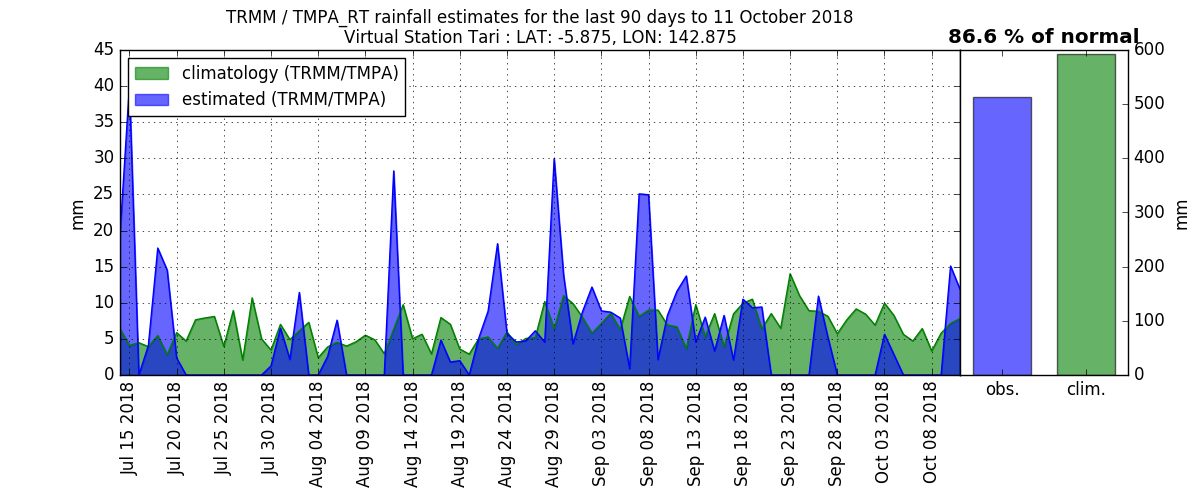 TRMM / TMPA_RT rainfall estimates for the last 90 days to 11 October 2018
Virtual Station Tari : LAT: -5.875, LON: 142.875
86.6 % of normal
climatology (TRMM/TMPA)
estimated (TRMM/TMPA)
mm
45
40
35
30
25
20
15
10
5
0
Jul 15 2018
Jul 20 2018
Jul 25 2018
Jul 30 2018
Aug 04 2018
Aug 09 2018
Aug 14 2018
Aug 19 2018
Aug 24 2018
Aug 29 2018
Sep 03 2018
Sep 08 2018
Sep 13 2018
Sep 18 2018
Sep 23 2018
Sep 28 2018
Oct 03 2018
Oct 08 2018
obs.
clim.
600
500
400
300
200
100
0
mm